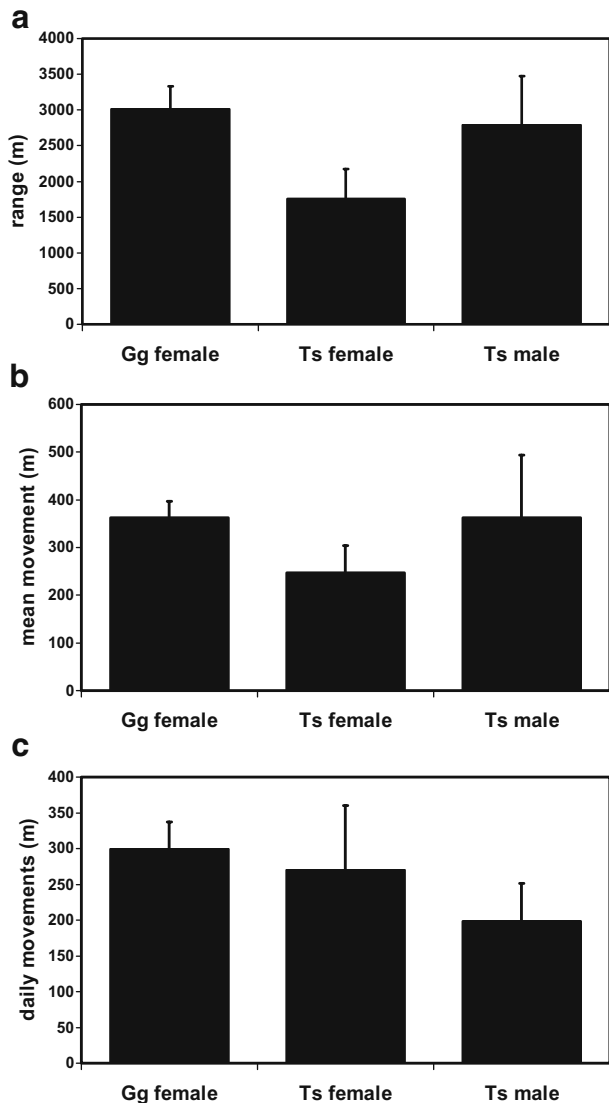 a
range (m)
4000
3500
3000
2500
2000
1500
1000
500
0
Gg female Ts female Ts male
b
mean movement (m)
600
500
400
300
200
100
0
Gg female Ts female Ts male
c
daily movements (m)
400
350
300
250
200
150
100
50
0
Gg female Ts female Ts male